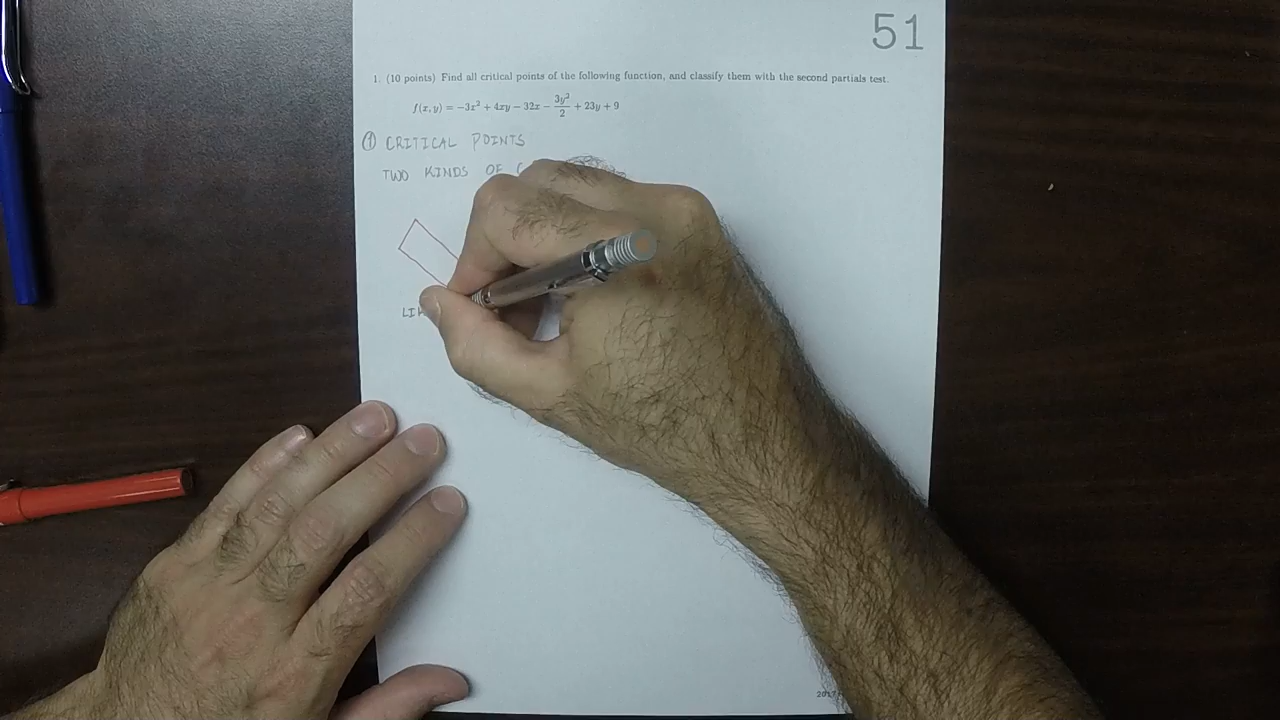 51
1. (10 points) Find all critical points of the following function, and classify them with the second partials test.
f(x, y) = −3x² + 4xy − 32x − 3y²/2 + 23y + 9
① CRITICAL POINTS
TWO KINDS OF